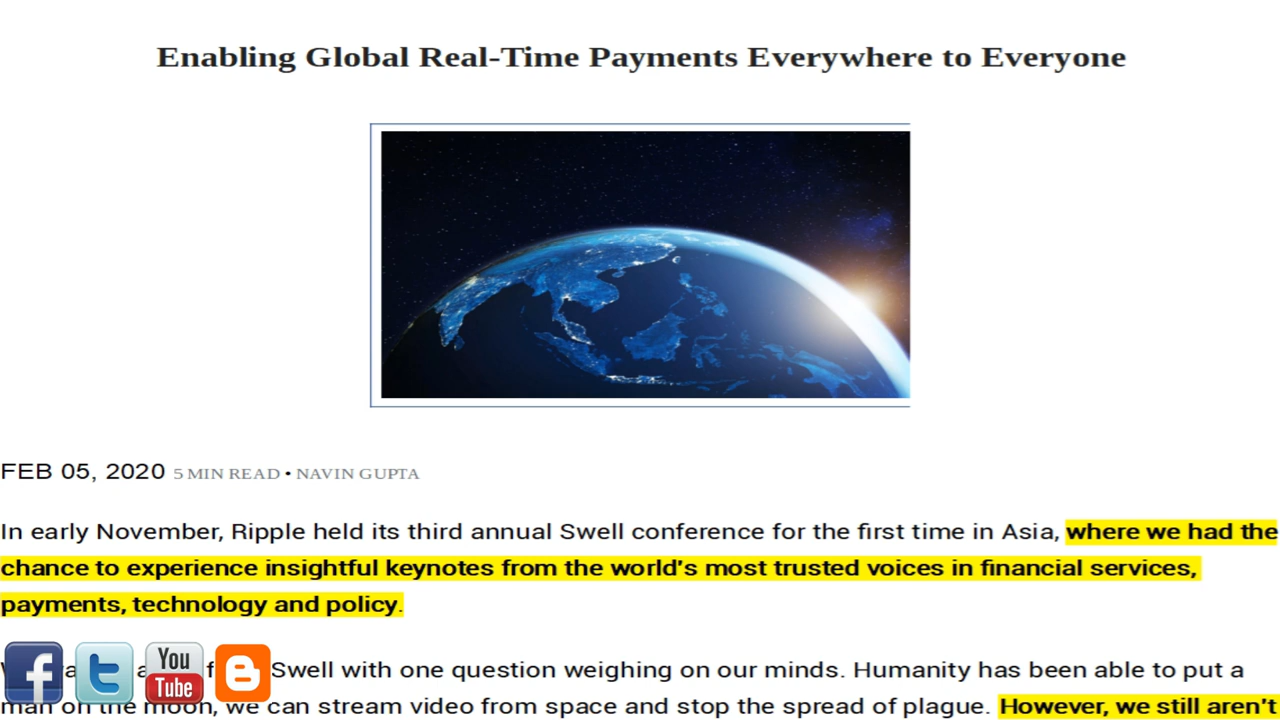 Enabling Global Real-Time Payments Everywhere to Everyone
FEB 05, 2020 5 MIN READ • NAVIN GUPTA
In early November, Ripple held its third annual Swell conference for the first time in Asia, where we had the
chance to experience insightful keynotes from the world's most trusted voices in financial services,
payments, technology and policy.
Swell with one question weighing on our minds. Humanity has been able to put a
man on the moon, we can stream video from space and stop the spread of plague. However, we still aren't
You
Tube